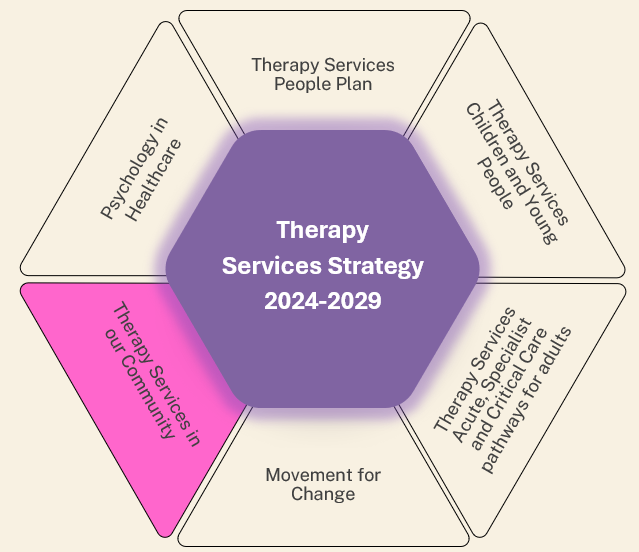 Therapy Services
People Plan
Psychology in
Healthcare
Therapy Services
Children and Young
People
Therapy
Services Strategy
2024-2029
Therapy Services in
our Community
Therapy Services
Acute, Specialist
and Critical Care
pathways for adults
Movement for
Change